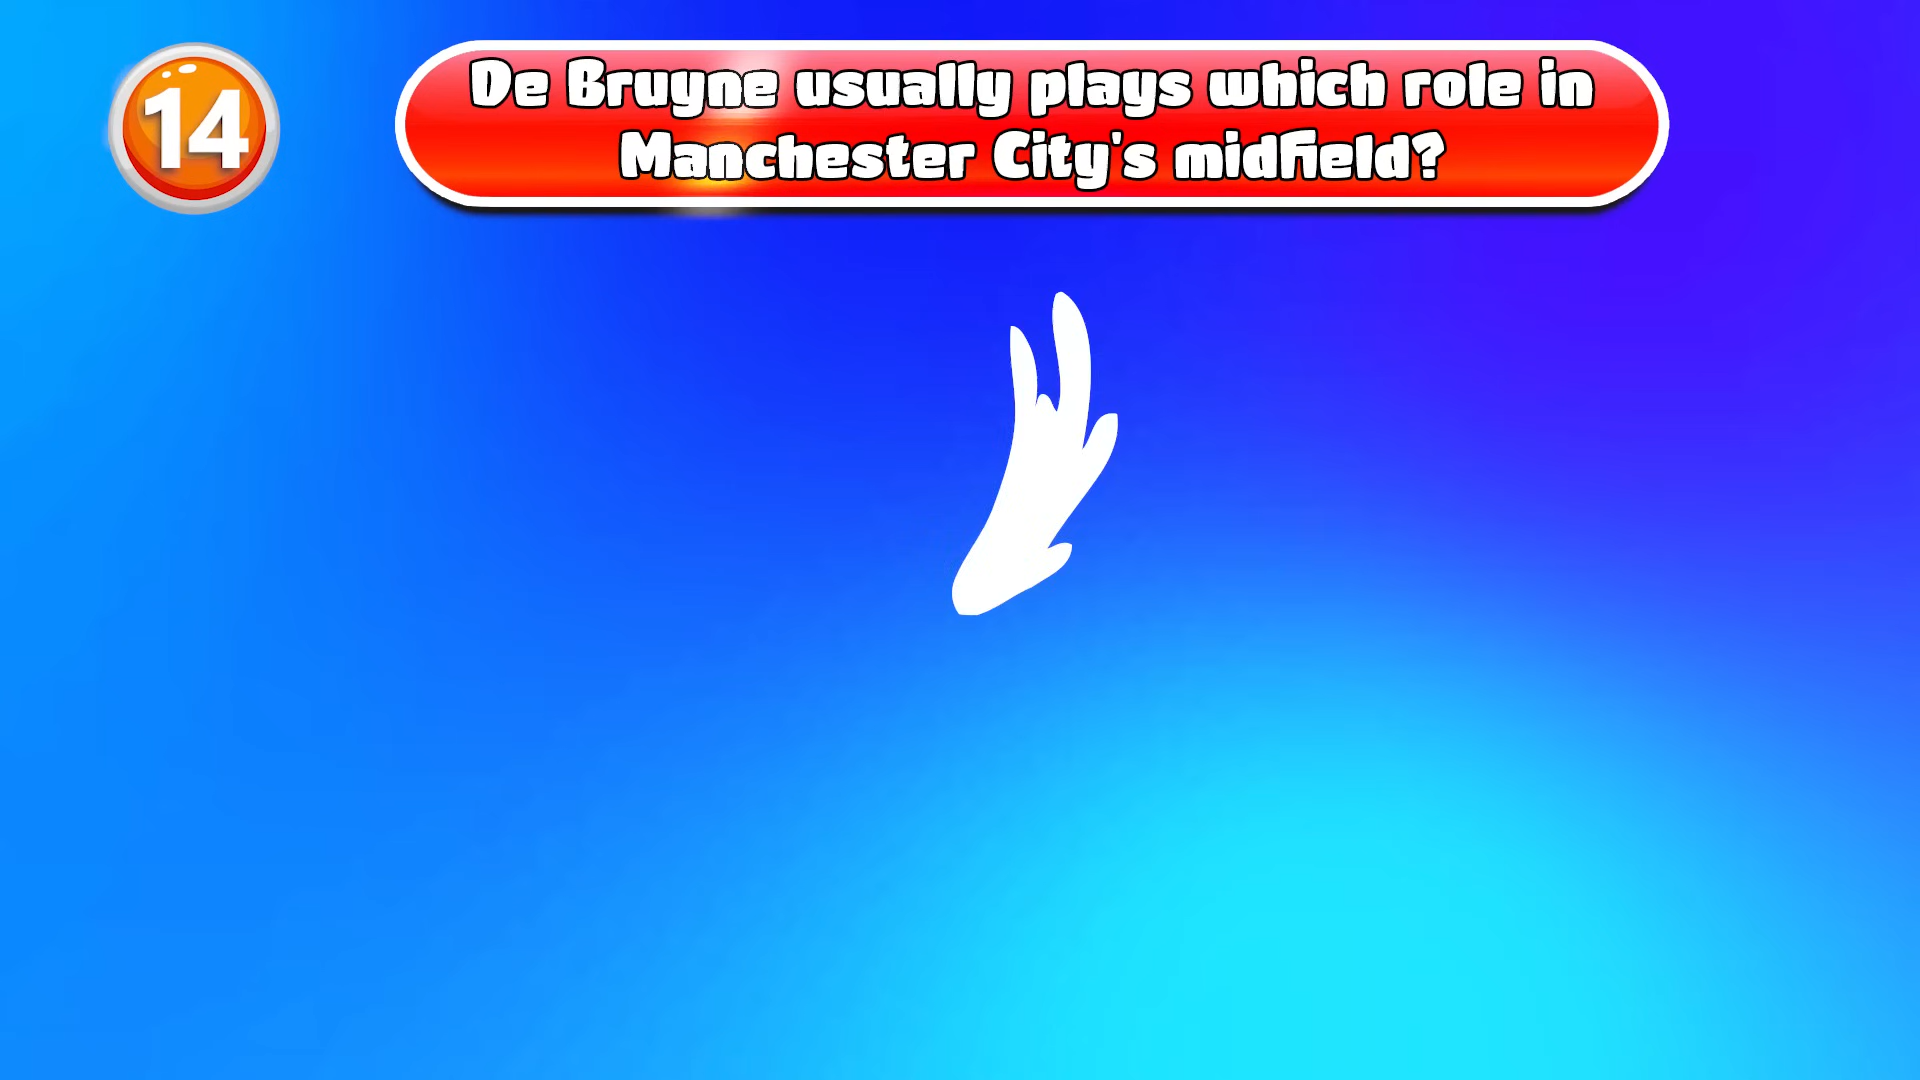 14
De Bruyne usually plays which role in
Manchester City's midfield?